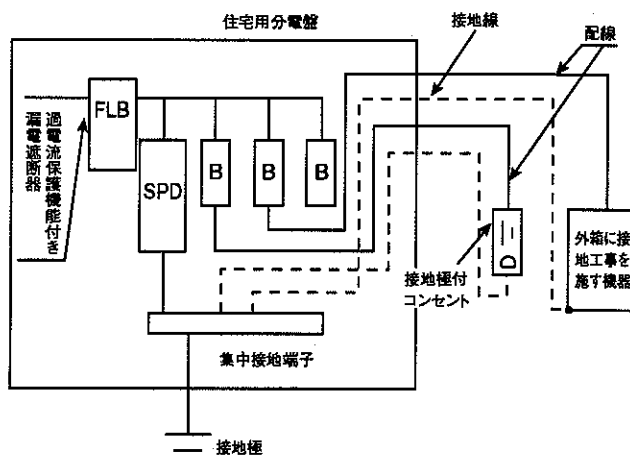 住宅用分電盤
接地線
配線
FLB
過電流保護機能付き
漏電遮断器
SPD
B
B
B
接地極付
コンセント
外箱に接
地工事を
施す機器
集中接地端子
接地極